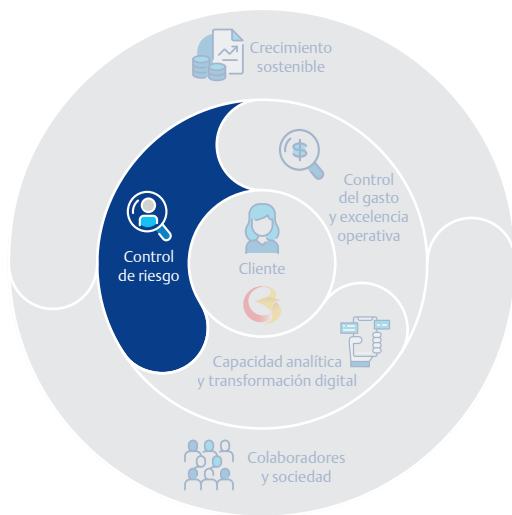 Crecimiento
sostenible
Control
del gasto
y excelencia
operativa
Control
de riesgo
Cliente
Capacidad analítica
y transformación digital
Colaboradores
y sociedad